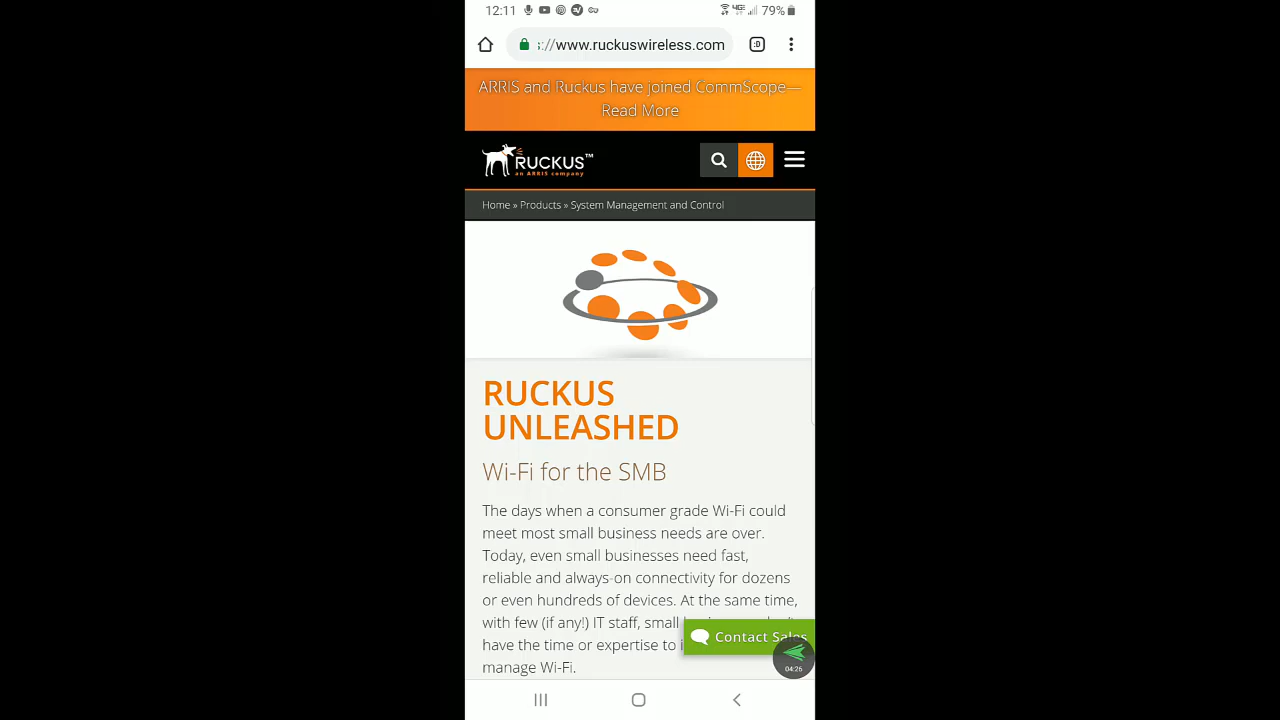 12:11 4GE 79%
://www.ruckuswireless.com :D
ARRIS and Ruckus have joined CommScope—
Read More
RUCKUS™
an ARRIS company
Home » Products » System Management and Control
RUCKUS
UNLEASHED
Wi-Fi for the SMB
The days when a consumer grade Wi-Fi could
meet most small business needs are over.
Today, even small businesses need fast,
reliable and always-on connectivity for dozens
or even hundreds of devices. At the same time,
with few (if any!) IT staff, small
have the time or expertise to
manage Wi-Fi.
Contact Sales
04:26